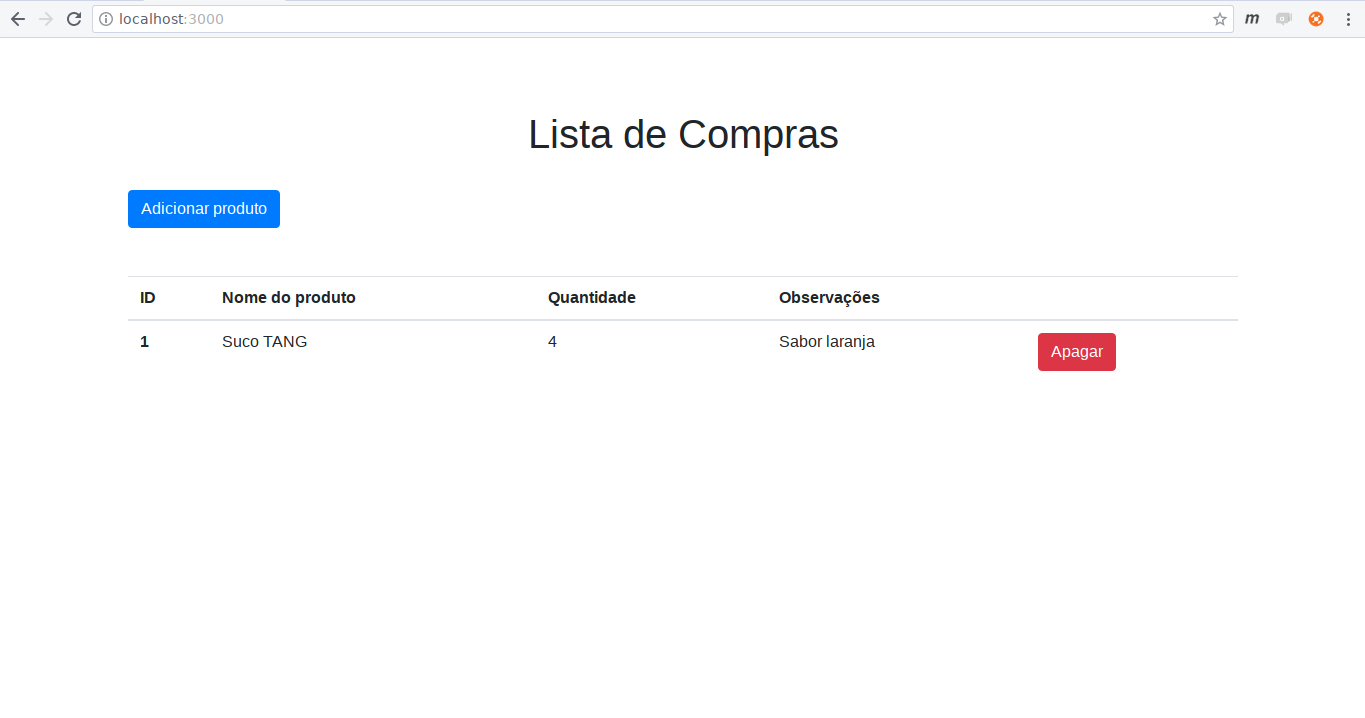 localhost:3000
Lista de Compras
Adicionar produto
ID Nome do produto Quantidade Observações
1 Suco TANG 4 Sabor laranja Apagar